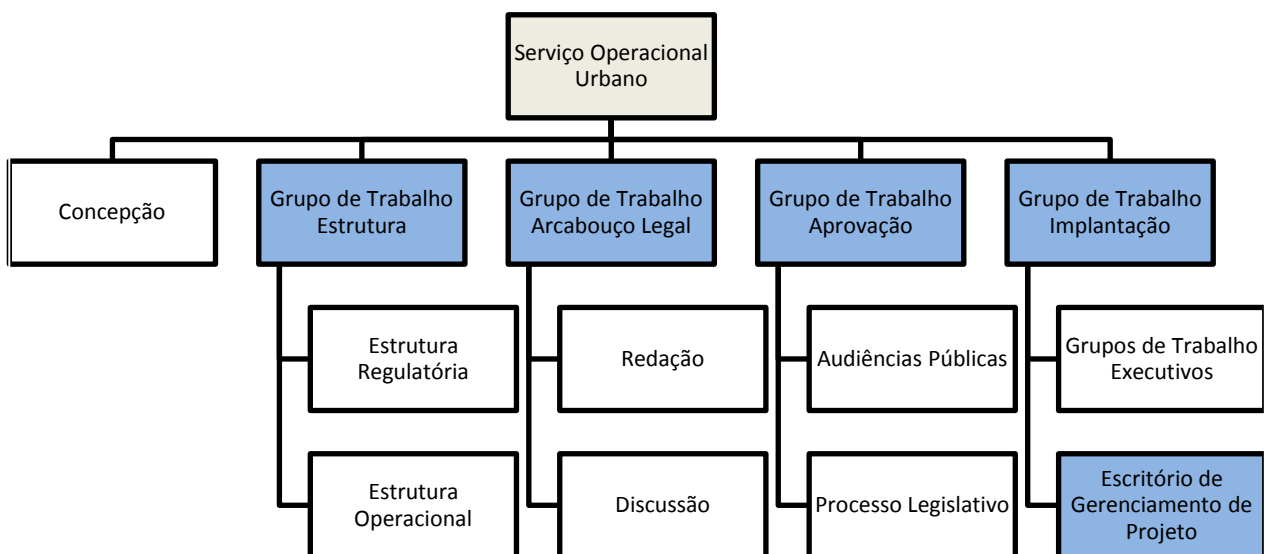 Serviço Operacional
Urbano
Concepção
Grupo de Trabalho
Estrutura
Grupo de Trabalho
Arcabouço Legal
Grupo de Trabalho
Aprovação
Grupo de Trabalho
Implantação
Estrutura
Regulatória
Redação
Audiências Públicas
Grupos de Trabalho
Executivos
Estrutura
Operacional
Discussão
Processo Legislativo
Escritório de
Gerenciamento de
Projeto